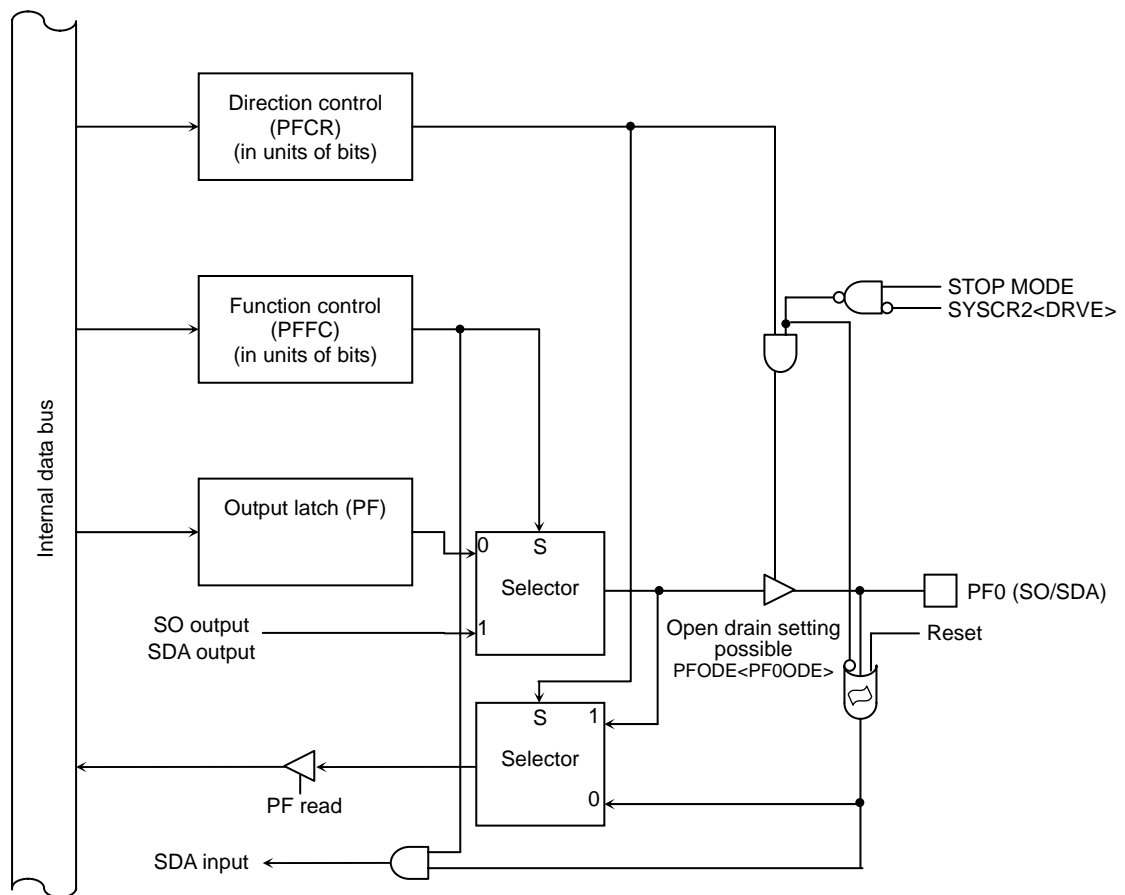 Internal data bus
Direction control
(PFCR)
(in units of bits)
Function control
(PFFC)
(in units of bits)
STOP MODE
SYSCR2<DRVE>
Output latch (PF)
0
S
Selector
1
SO output
SDA output
PF0 (SO/SDA)
Open drain setting
possible
PFODE<PF0ODE>
Reset
S
1
Selector
0
PF read
SDA input